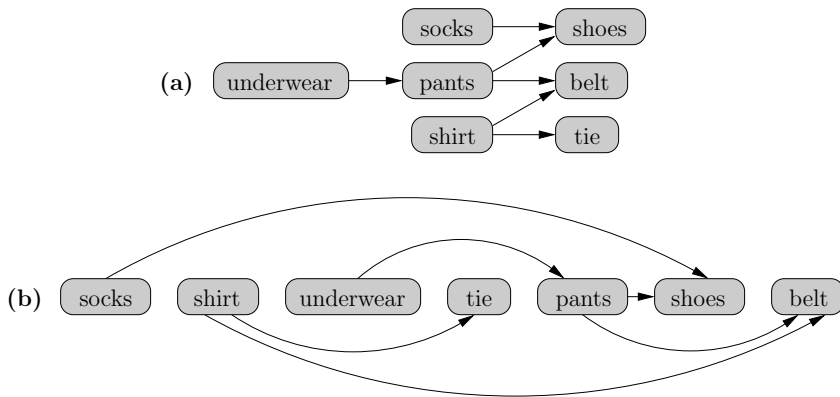 socks shoes
(a) underwear pants belt
shirt tie
(b) socks shirt underwear tie pants shoes belt